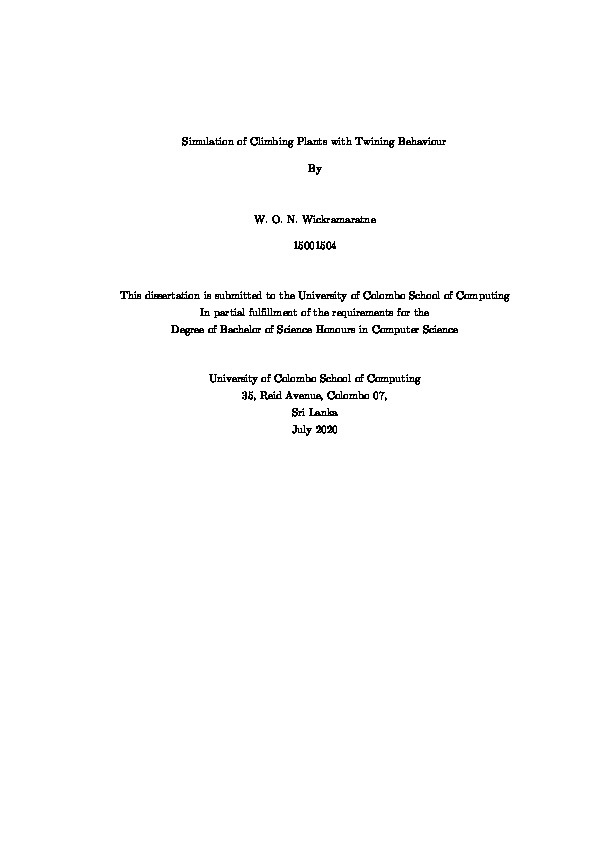 Simulation of Climbing Plants with Twining Behaviour
By
W. O. N. Wickramaratne
15001504
This dissertation is submitted to the University of Colombo School of Computing
In partial fulfillment of the requirements for the
Degree of Bachelor of Science Honours in Computer Science
University of Colombo School of Computing
35, Reid Avenue, Colombo 07,
Sri Lanka
July 2020